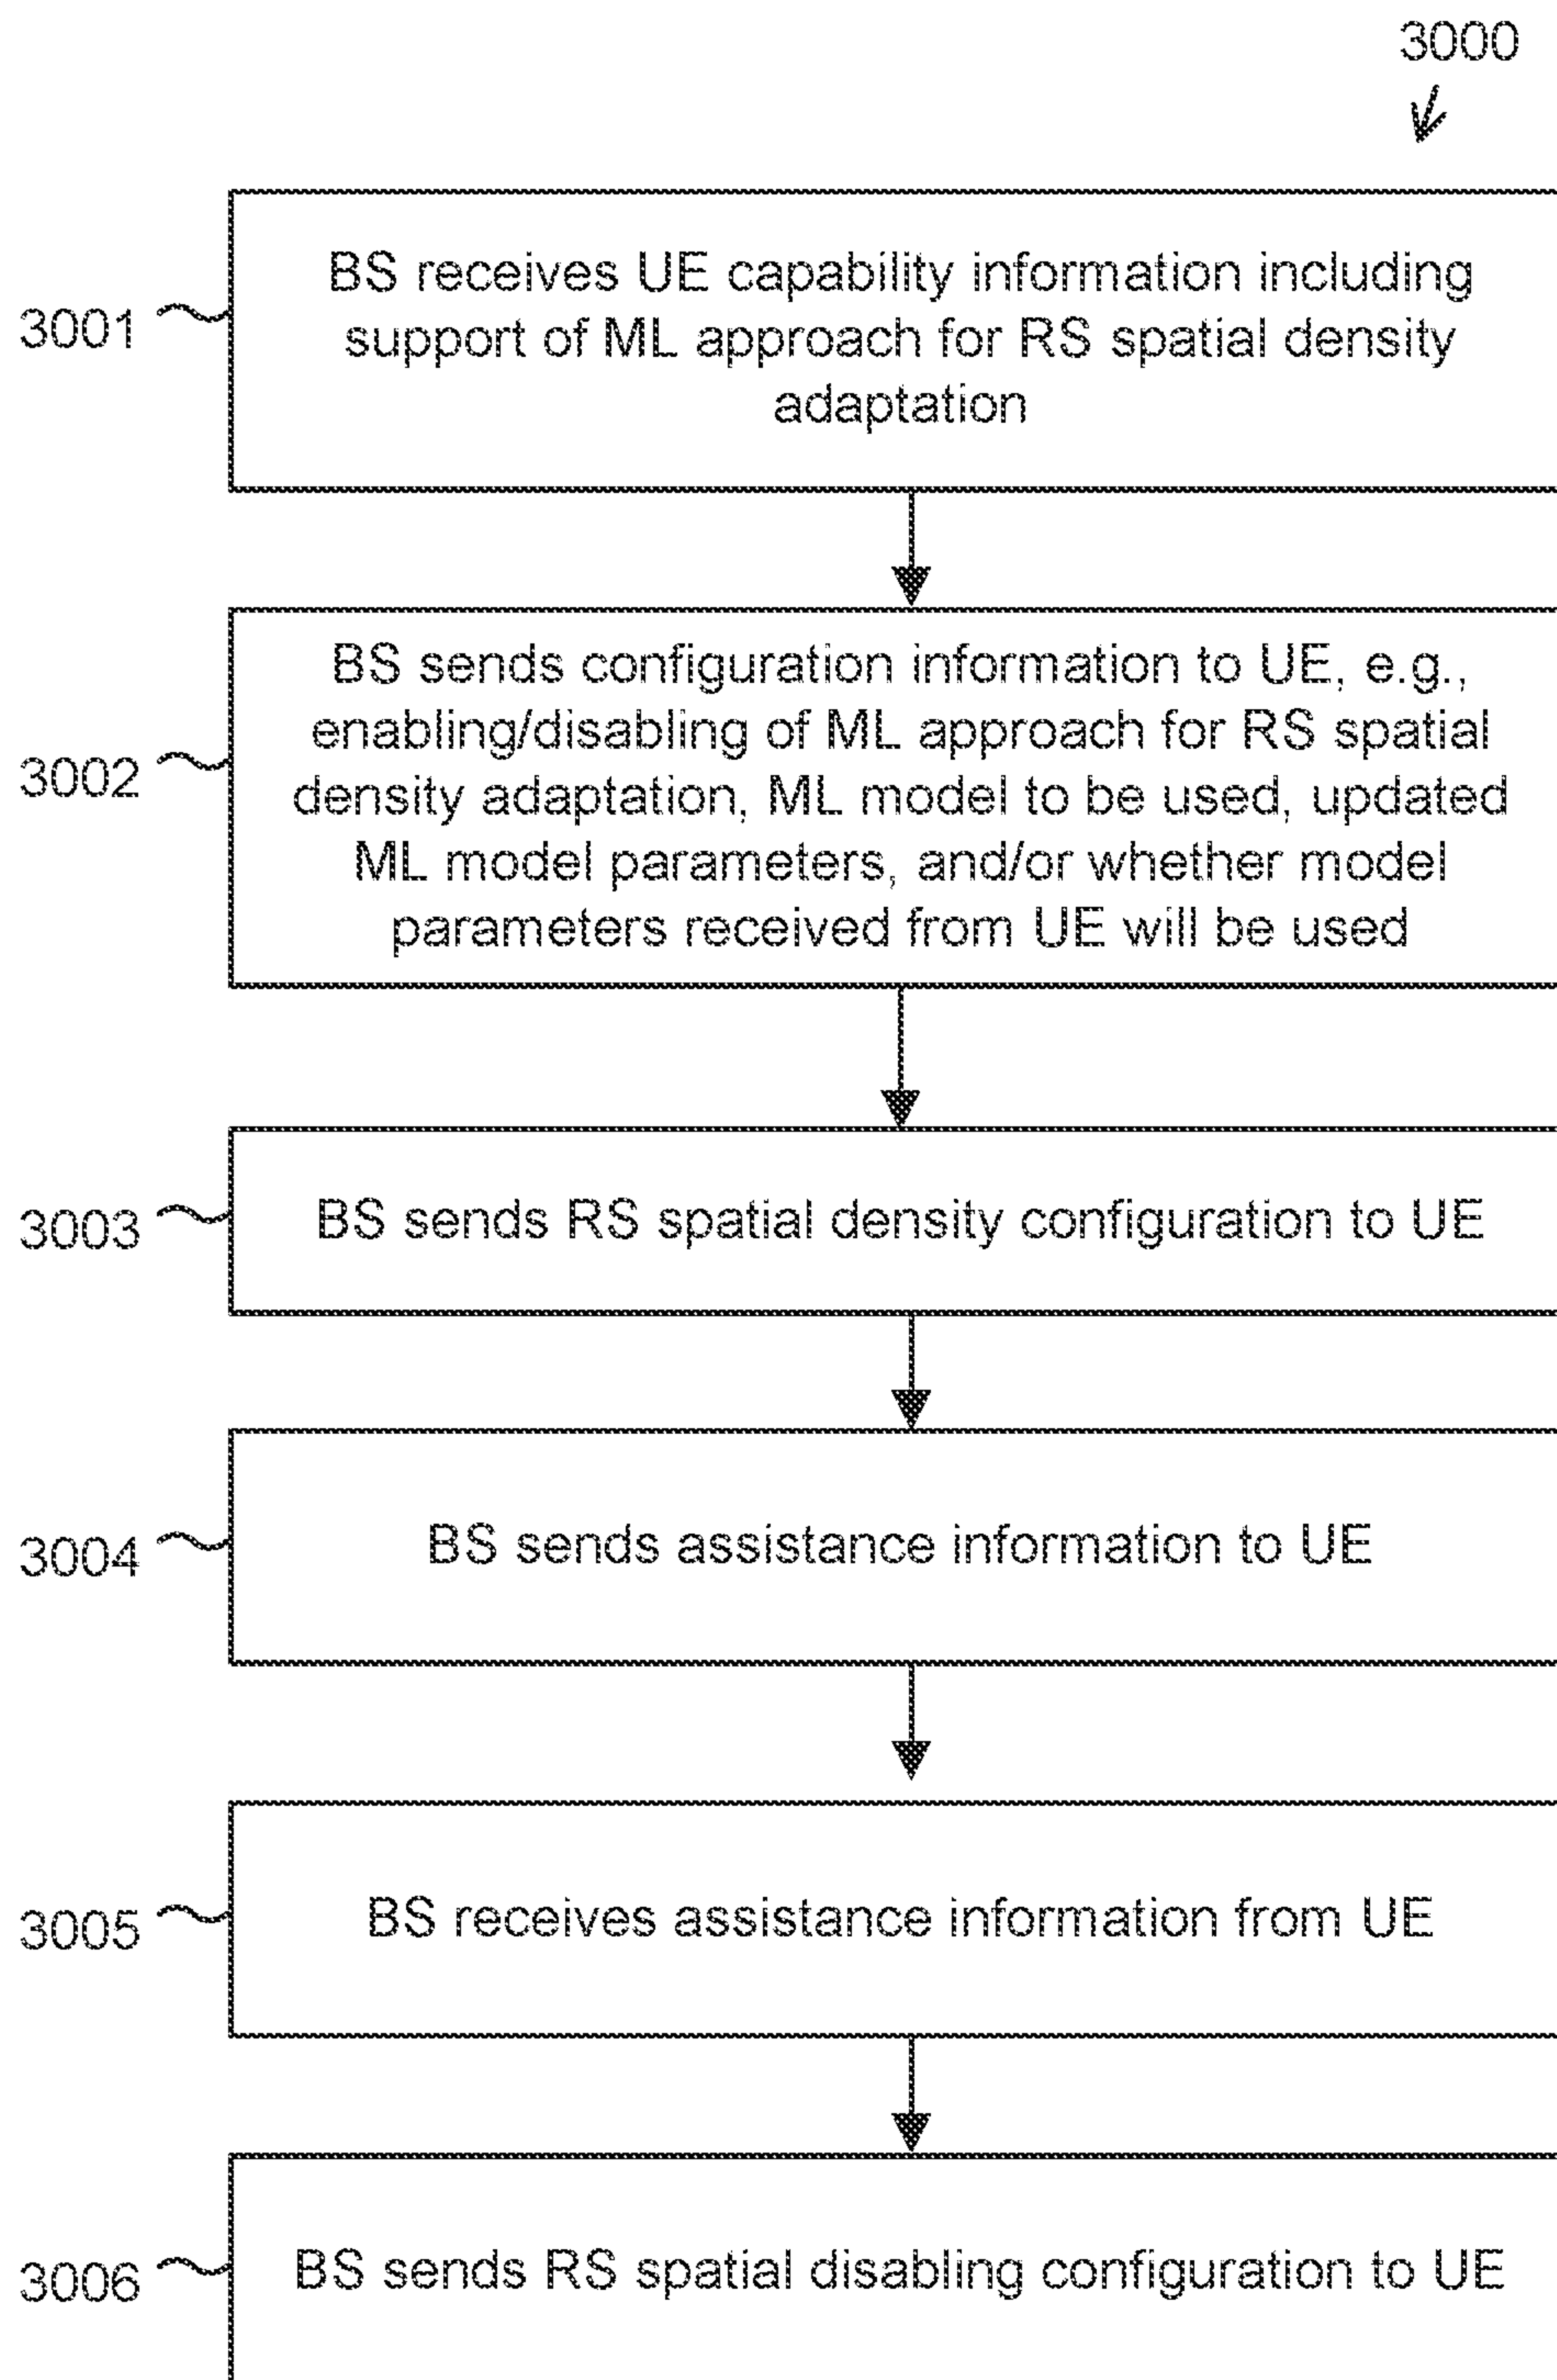 3000
3001
BS receives UE capability information including
support of ML approach for RS spatial density
adaptation
3002
BS sends configuration information to UE, e.g.,
enabling/disabling of ML approach for RS spatial
density adaptation, ML model to be used, updated
ML model parameters, and/or whether model
parameters received from UE will be used
3003
BS sends RS spatial density configuration to UE
3004
BS sends assistance information to UE
3005
BS receives assistance information from UE
3006
BS sends RS spatial disabling configuration to UE